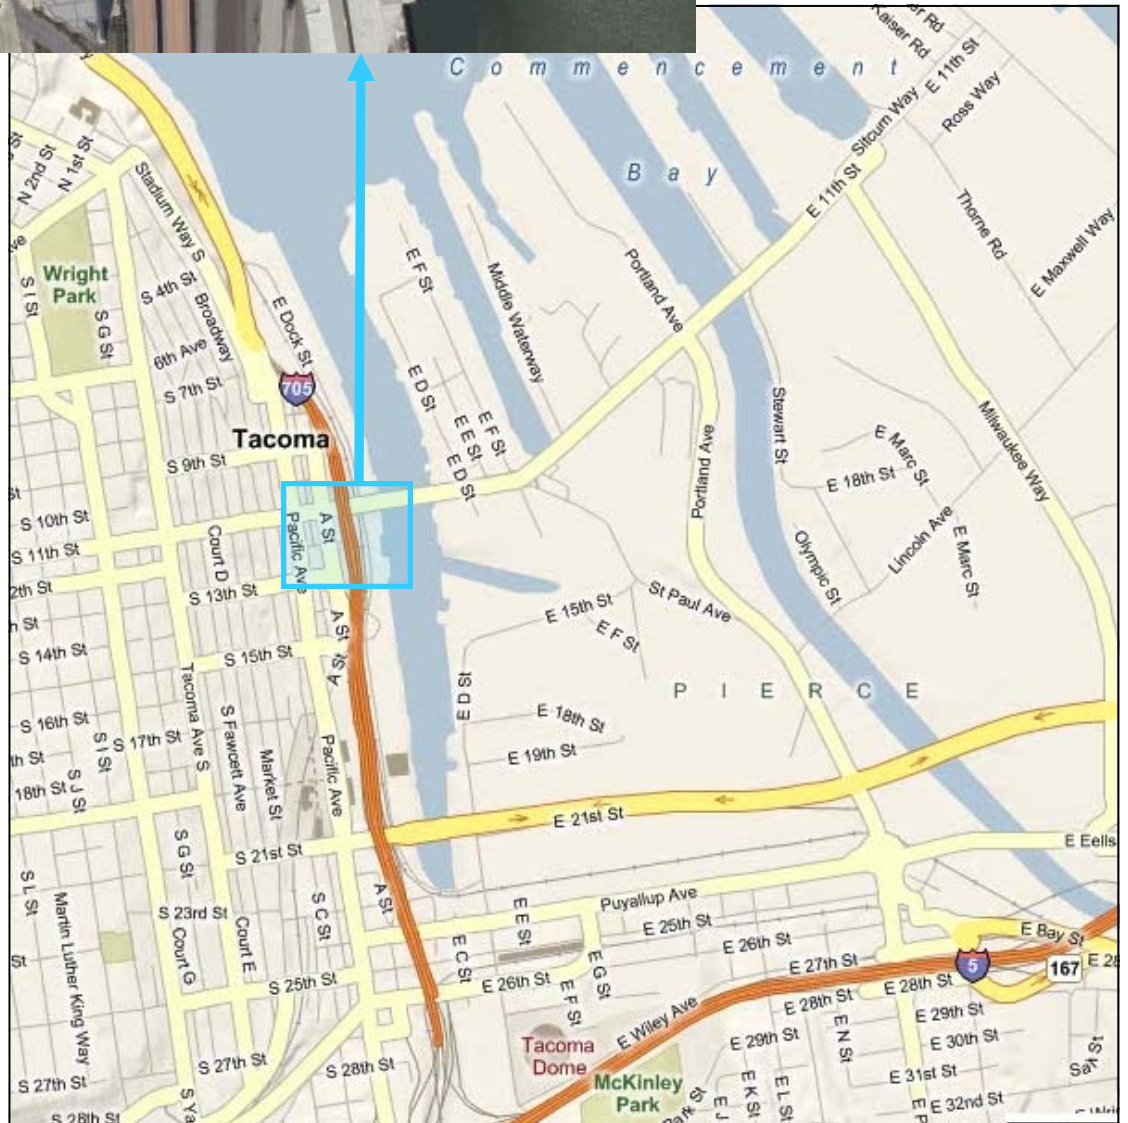 Commencement
Bay
Kaiser Rd
E 11th St
Ross Way
Sitcum Way
E 11th St
Thorne Rd
E Maxwell Way
N 2nd St
N 1st St
Stadium Way S
Wright
Park
S I St
S G St
S 4th St
Broadway
6th Ave
S 7th St
E Dock St
705
Tacoma
S 9th St
E F St
Middle Waterway
Portland Ave
E D St
E E St
E F St
E D St
Stewart St
Portland Ave
Milwaukee Way
E Marc St
E 18th St
Lincoln Ave
E Marc St
Olympic St
S 10th St
S 11th St
Court D
Pacific Ave
A St
S 13th St
A St
A St
S 14th St
S 15th St
E 15th St
E F St
St Paul Ave
PIERCE
E D St
E 18th St
E 19th St
Tacoma Ave S
S 16th St
S 17th St
S I St
S J St
18th St
S Fawcett Ave
Market St
Pacific Ave
E 21st St
S 21st St
S G St
E Eells
S L St
Martin Luther King Way
S 23rd St
Court G
Court E
S C St
A St
Puyallup Ave
E E St
E 25th St
E 26th St
E C St
E G St
E 26th St
E F St
S 25th St
E 27th St
E Bay St
5
167
E 28th St
E 28th St
E N St
E 29th St
E 29th St
E 30th St
E 31st St
E 32nd St
E Wiley Ave
Tacoma
Dome
McKinley
Park
E K St
E L St
S 27th St
S 27th St
S 28th St
S 28th St